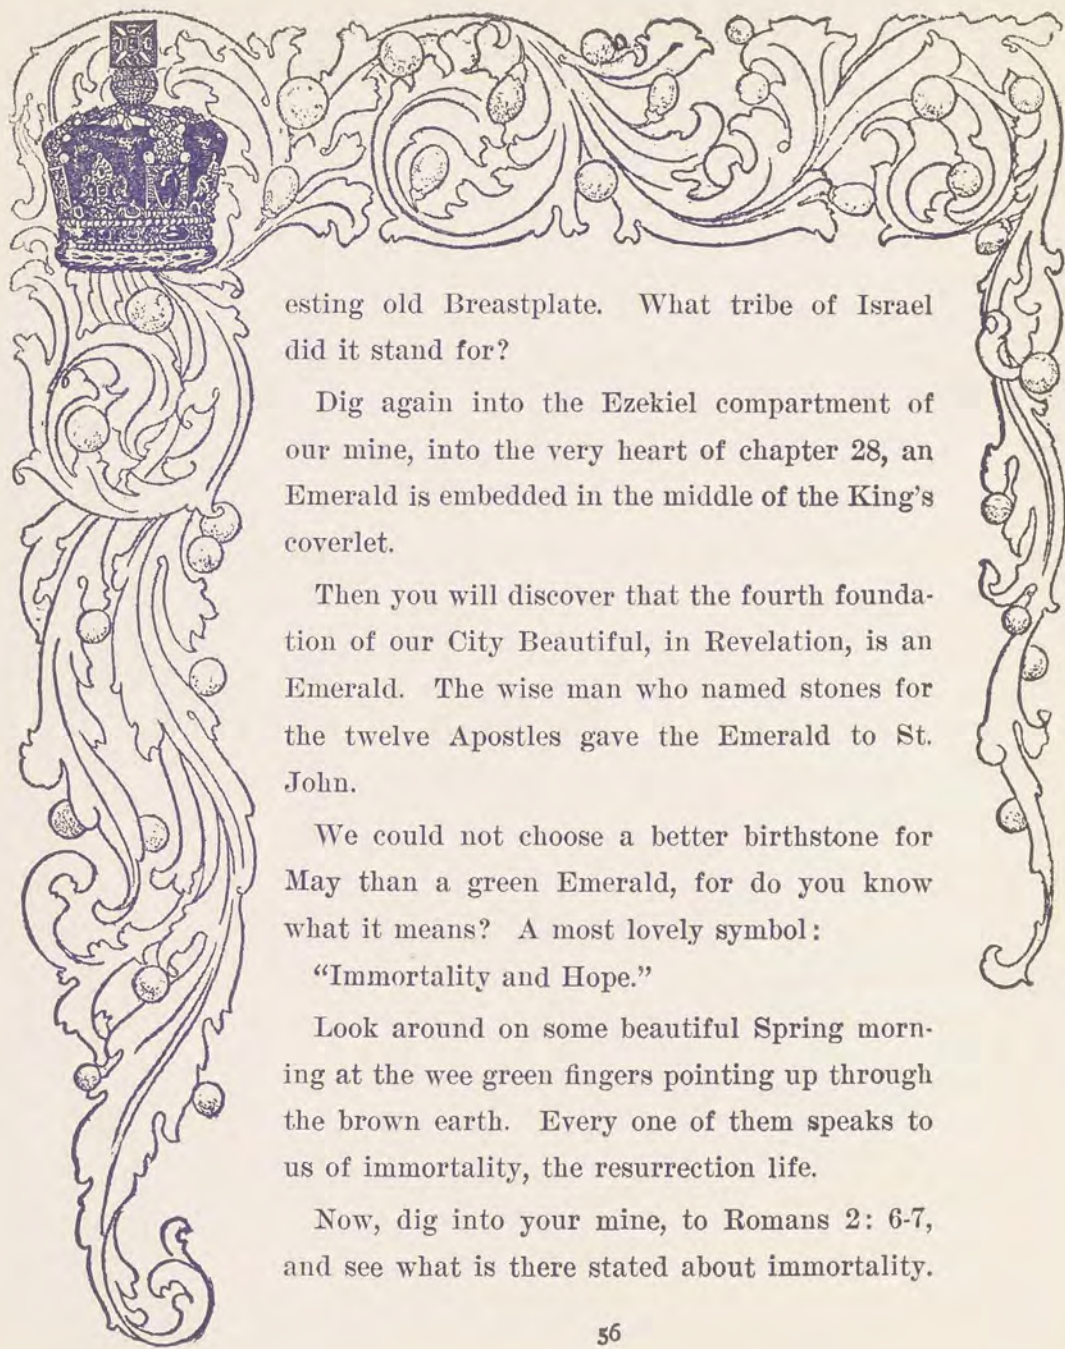 esting old Breastplate. What tribe of Israel
did it stand for?
Dig again into the Ezekiel compartment of
our mine, into the very heart of chapter 28, an
Emerald is embedded in the middle of the King's
coverlet.
Then you will discover that the fourth founda-
tion of our City Beautiful, in Revelation, is an
Emerald. The wise man who named stones for
the twelve Apostles gave the Emerald to St.
John.
We could not choose a better birthstone for
May than a green Emerald, for do you know
what it means? A most lovely symbol:
“Immortality and Hope.”
Look around on some beautiful Spring morn-
ing at the wee green fingers pointing up through
the brown earth. Every one of them speaks to
us of immortality, the resurrection life.
Now, dig into your mine, to Romans 2: 6-7,
and see what is there stated about immortality.
56